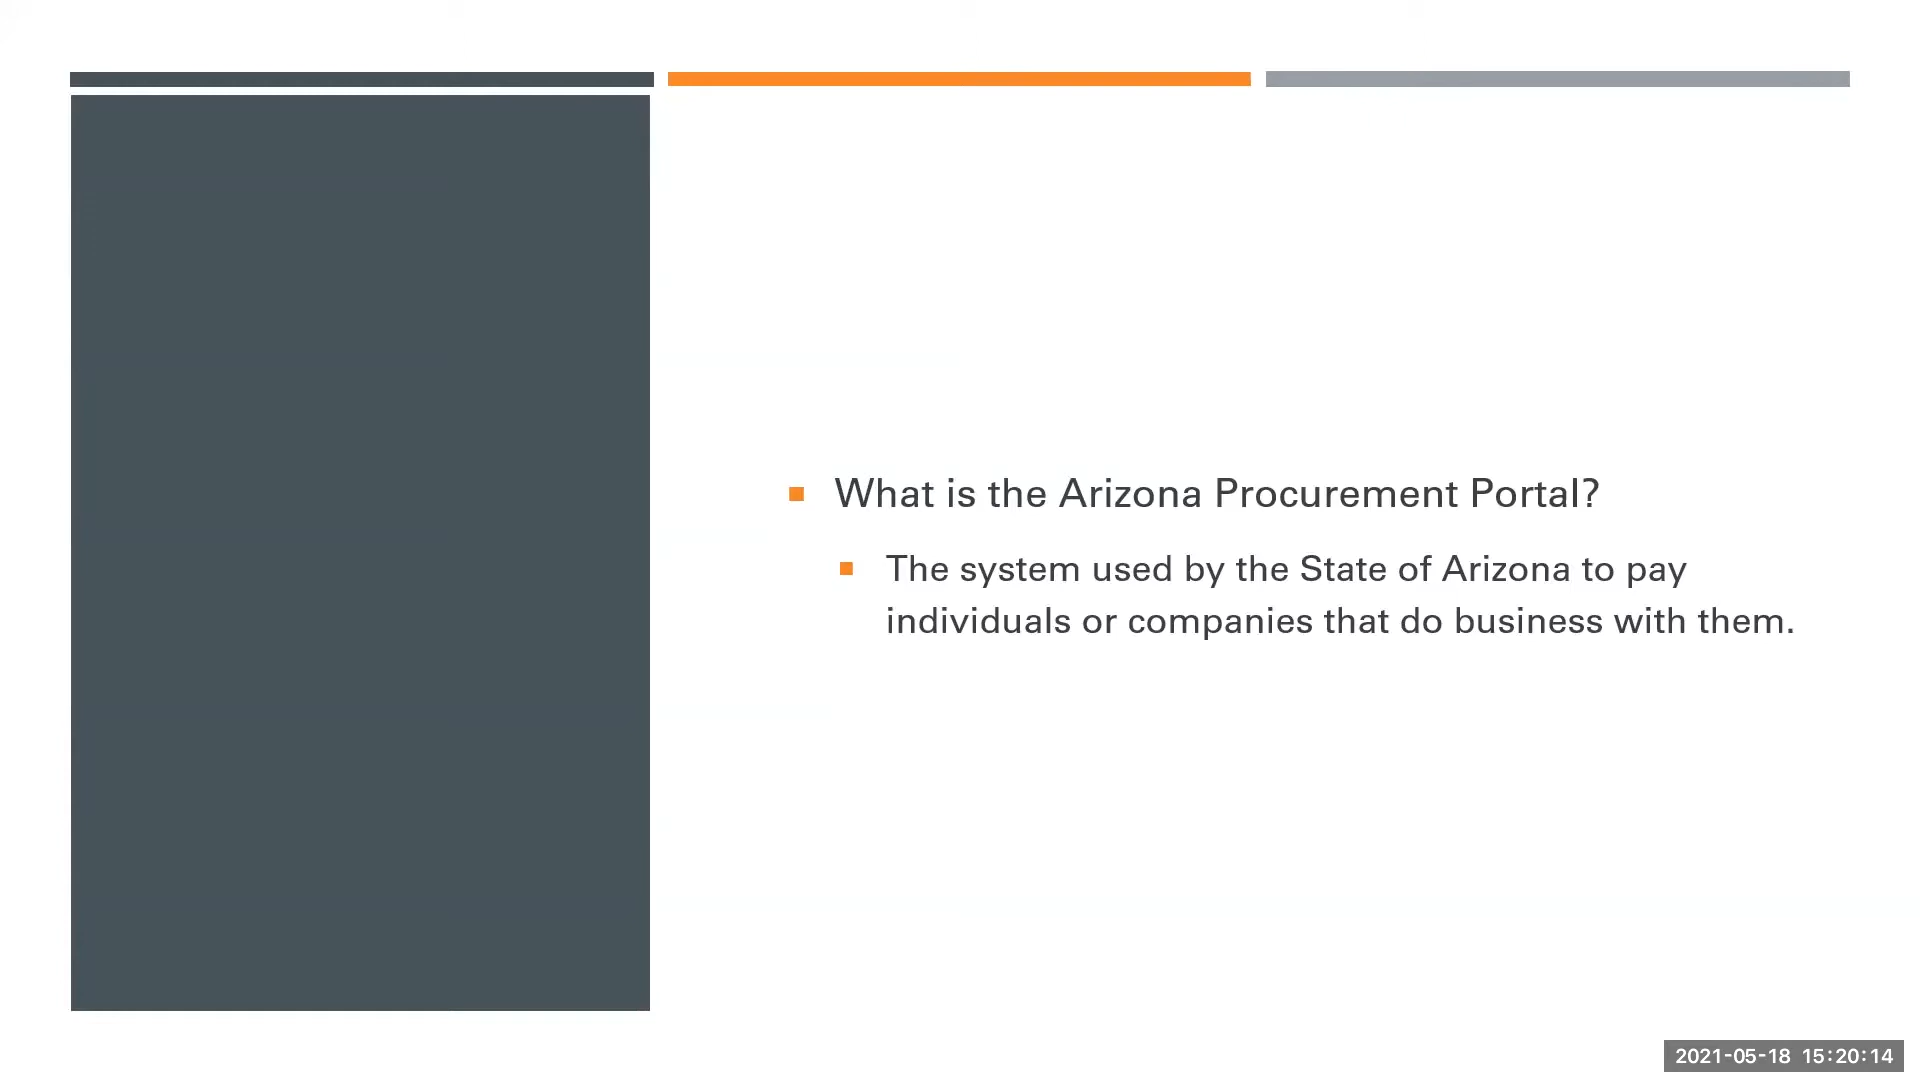 What is the Arizona Procurement Portal?
The system used by the State of Arizona to pay
individuals or companies that do business with them.
2021-05-18 15:20:14